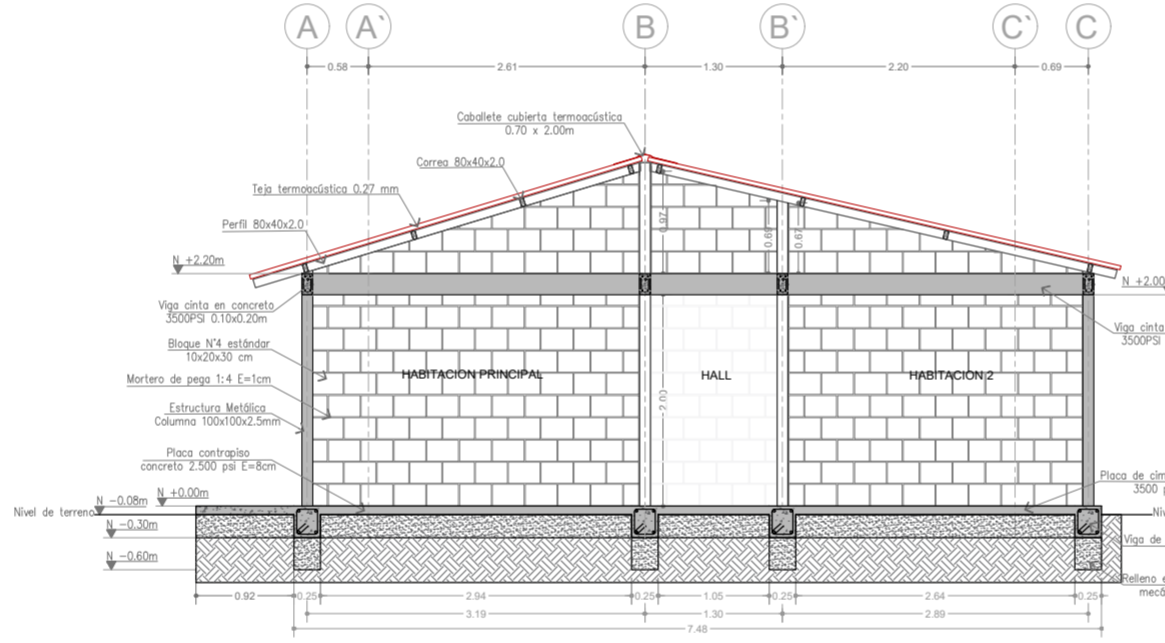 A A` B B` C` C
0.58 2.61 1.30 2.20 0.69
Caballete cubierta termoacústica
0.70 x 2.00m
Correa 80x40x2.0
Teja termoacústica 0.27 mm
Perfil 80x40x2.0
0.97
0.69
0.67
N +2.20m
N +2.00
Viga cinta en concreto
3500PSI 0.10x0.20m
Viga cinta
3500PSI
Bloque N°4 estándar
10x20x30 cm
HABITACION PRINCIPAL
HALL
HABITACION 2
Mortero de pega 1:4 E=1cm
2.00
Estructura Metálica
Columna 100x100x2.5mm
Placa contrapiso
concreto 2.500 psi E=8cm
Placa de cim
3500 p
N +0.00m
N -0.08m
Nivel de terreno
Niv
N -0.30m
Viga de
N -0.60m
Relleno e
mecá
0.92 0.25 2.94 0.25 1.05 0.25 2.64 0.25
3.19 1.30 2.89
7.48